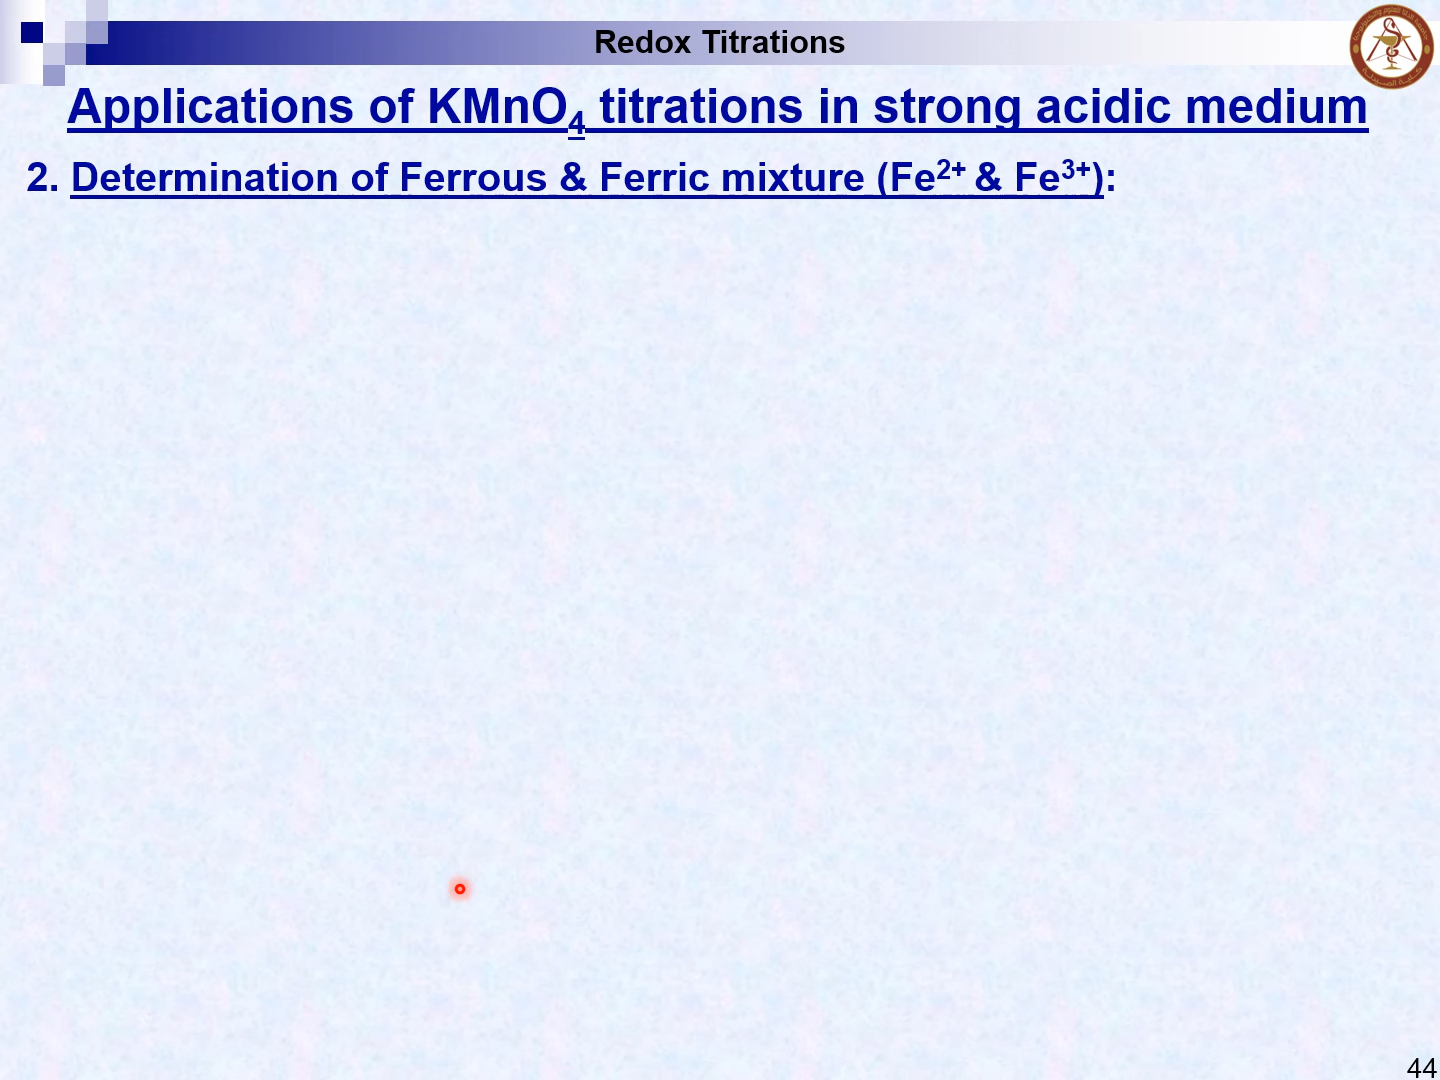 Redox Titrations
Applications of KMnO₄ titrations in strong acidic medium
2. Determination of Ferrous & Ferric mixture (Fe²⁺ & Fe³⁺):
44